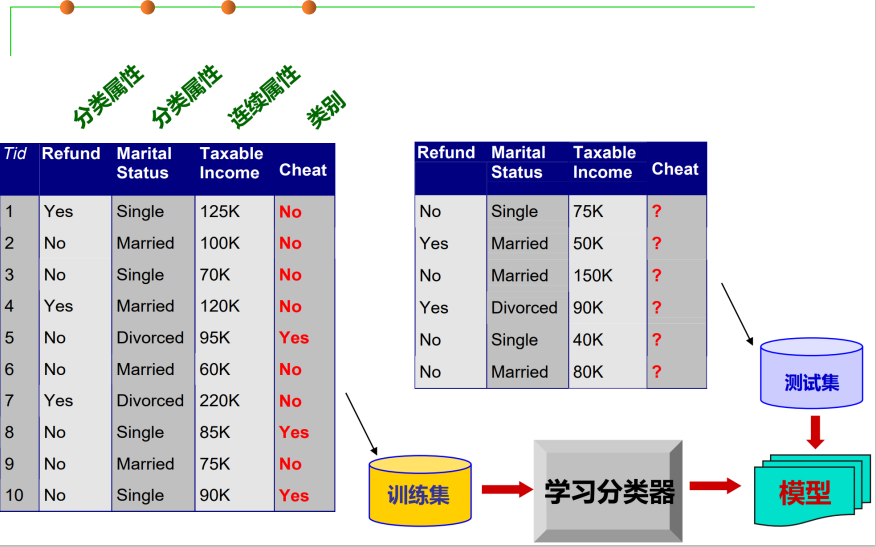 分类属性
分类属性
连续属性
类别
Tid Refund Marital Status Taxable Income Cheat
1 Yes Single 125K No
2 No Married 100K No
3 No Single 70K No
4 Yes Married 120K No
5 No Divorced 95K Yes
6 No Married 60K No
7 Yes Divorced 220K No
8 No Single 85K Yes
9 No Married 75K No
10 No Single 90K Yes
Refund Marital Status Taxable Income Cheat
No Single 75K ?
Yes Married 50K ?
No Married 150K ?
Yes Divorced 90K ?
No Single 40K ?
No Married 80K ?
测试集
训练集
学习分类器
模型